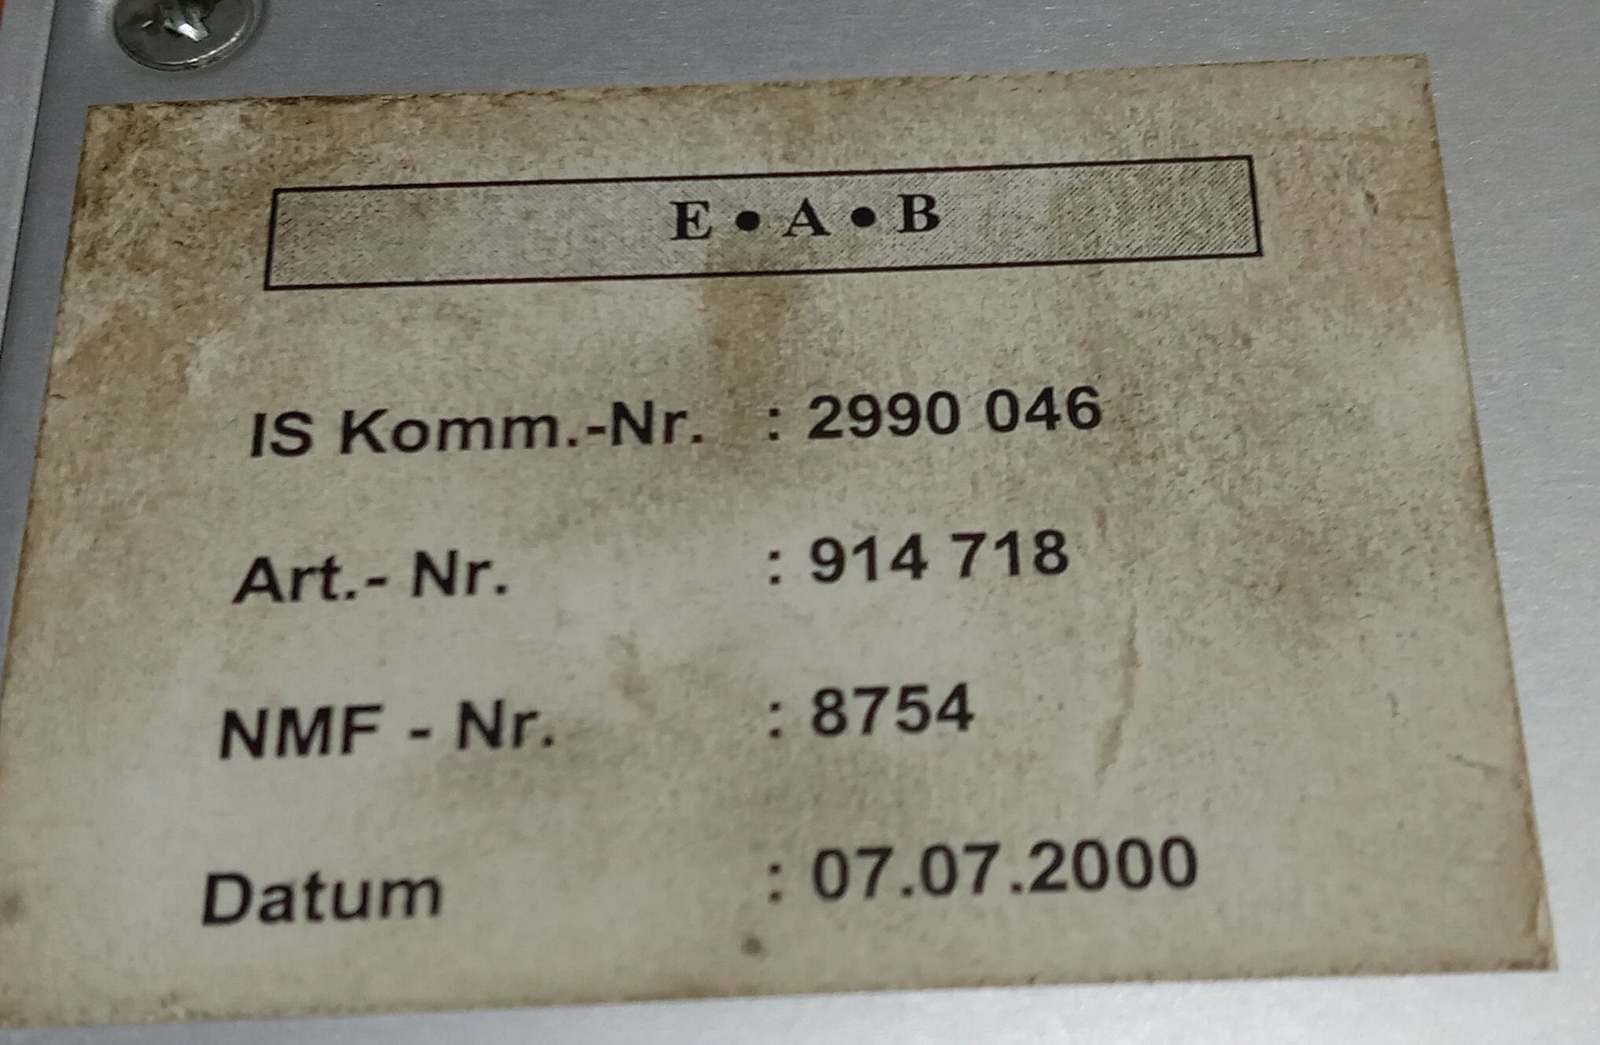 E • A • B
IS Komm.-Nr. : 2990 046
Art.- Nr. : 914 718
NMF - Nr. : 8754
Datum : 07.07.2000